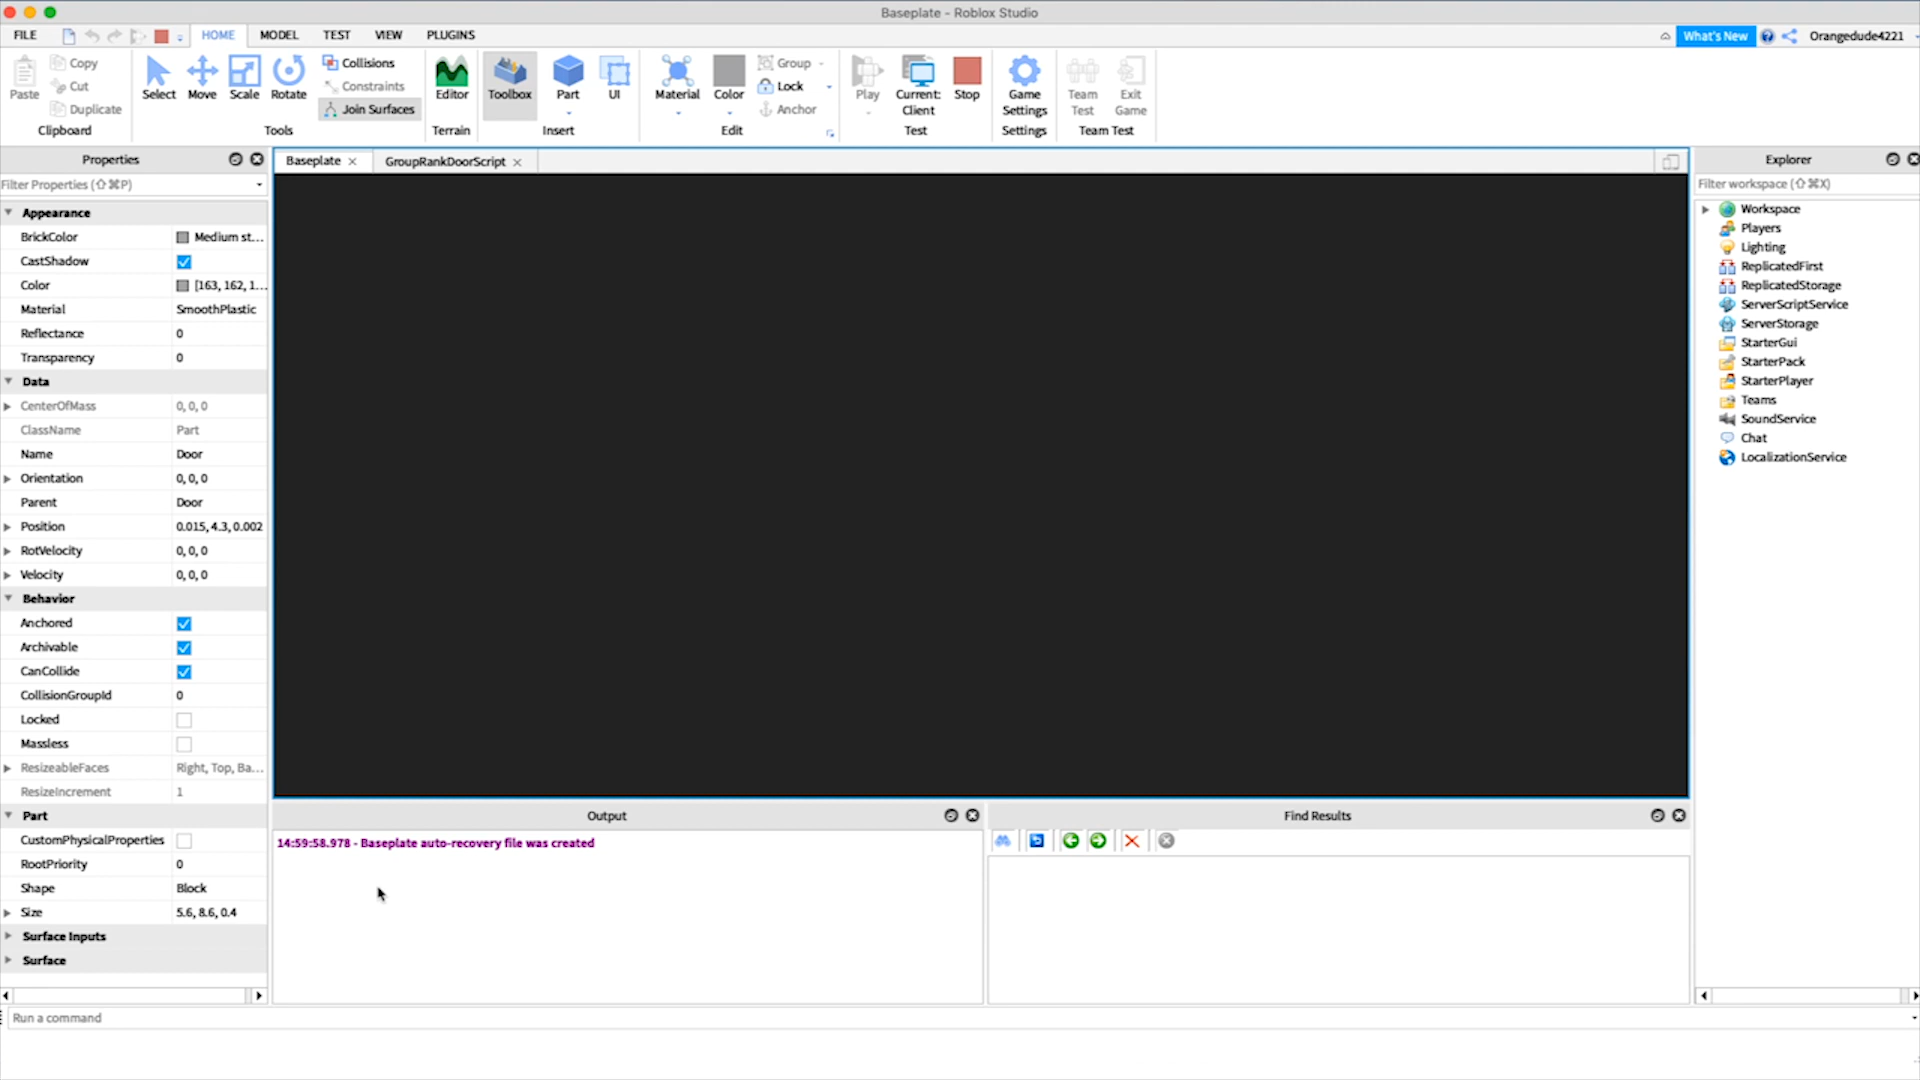 Baseplate - Roblox Studio
FILE HOME MODEL TEST VIEW PLUGINS What's New Orangedude4221
Paste Copy Cut Duplicate
Clipboard
Select Move Scale Rotate Collisions Constraints Join Surfaces
Tools
Editor
Terrain
Toolbox Part UI
Insert
Material Color Group Lock Anchor
Edit
Play Current: Client Stop
Test
Game Settings
Settings
Team Test Exit Game
Team Test
Properties
Filter Properties (⇧⌘P)
Appearance
BrickColor Medium st...
CastShadow
Color [163, 162, 1...
Material SmoothPlastic
Reflectance 0
Transparency 0
Data
CenterOfMass 0, 0, 0
ClassName Part
Name Door
Orientation 0, 0, 0
Parent Door
Position 0.015, 4.3, 0.002
RotVelocity 0, 0, 0
Velocity 0, 0, 0
Behavior
Anchored
Archivable
CanCollide
CollisionGroupId 0
Locked
Massless
ResizeableFaces Right, Top, Ba...
ResizeIncrement 1
Part
CustomPhysicalProperties
RootPriority 0
Shape Block
Size 5.6, 8.6, 0.4
Surface Inputs
Surface
Baseplate GroupRankDoorScript
Output
14:59:58.978 - Baseplate auto-recovery file was created
Find Results
Explorer
Filter workspace (⇧⌘X)
Workspace
Players
Lighting
ReplicatedFirst
ReplicatedStorage
ServerScriptService
ServerStorage
StarterGui
StarterPack
StarterPlayer
Teams
SoundService
Chat
LocalizationService
Run a command